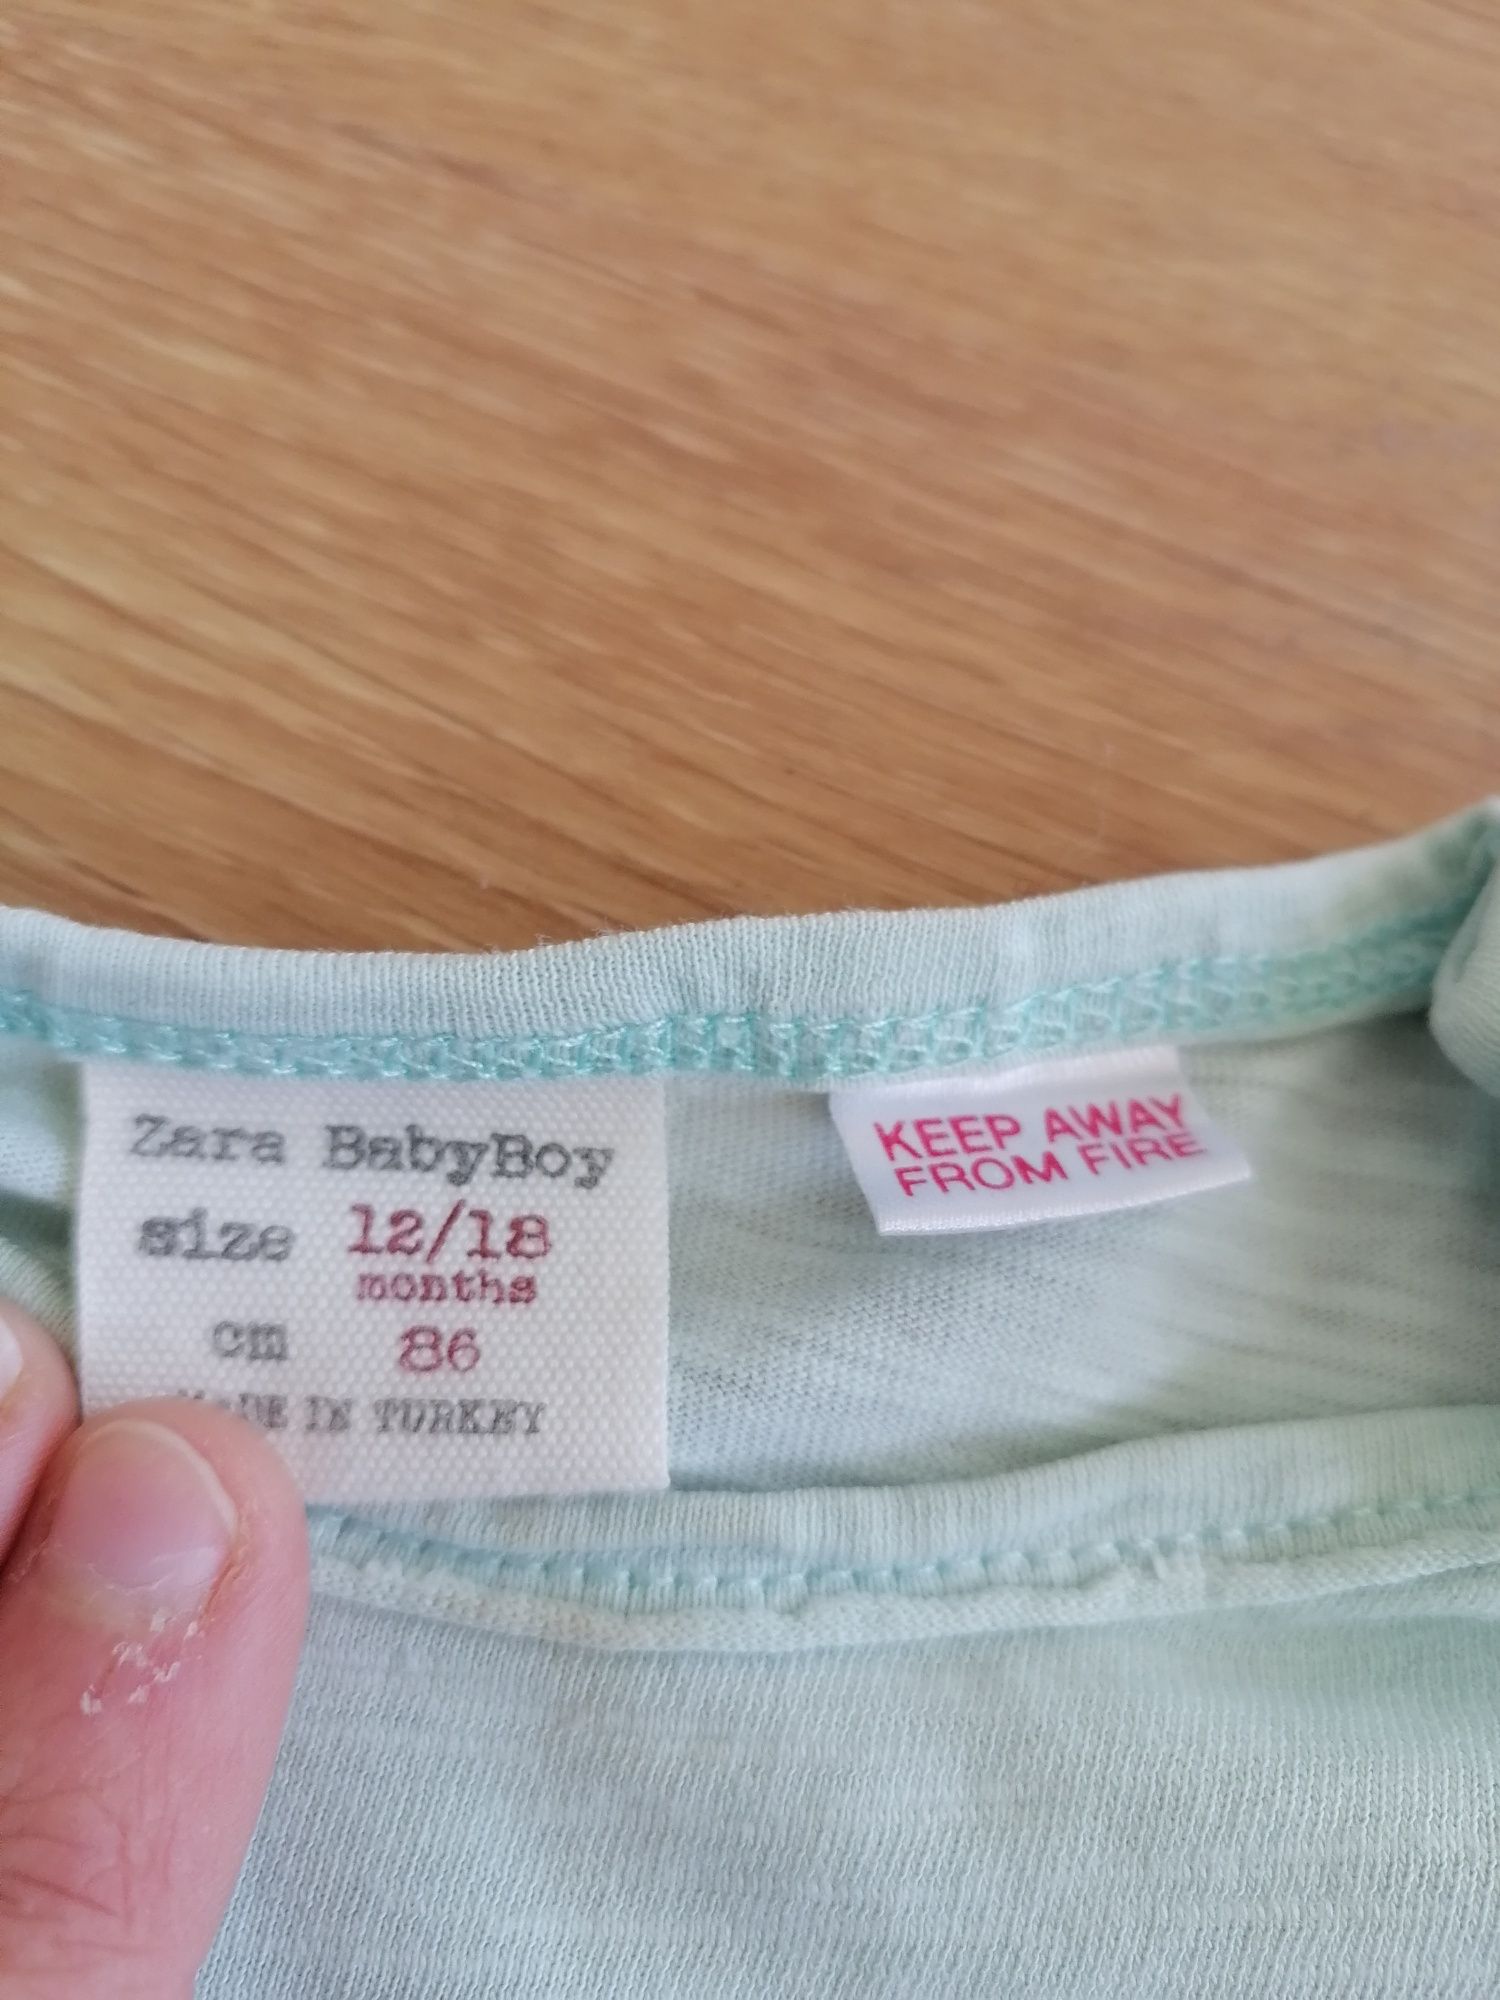 Zara BabyBoy
size 12/18
months
cm 86
MADE IN TURKEY
KEEP AWAY
FROM FIRE